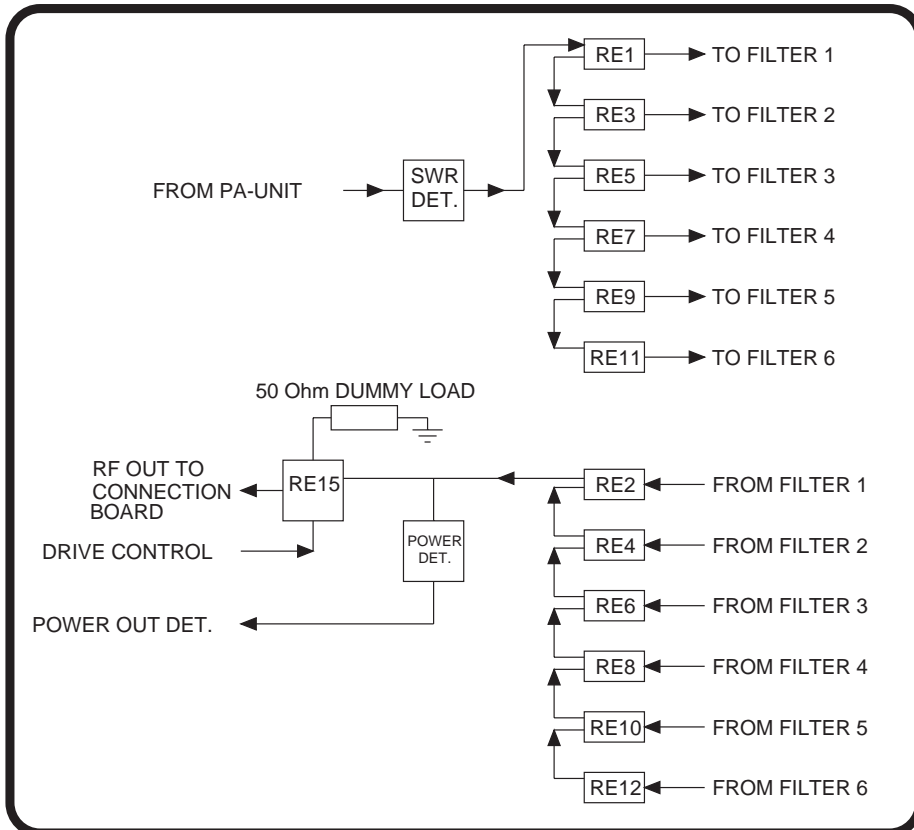 RE1 TO FILTER 1
RE3 TO FILTER 2
FROM PA-UNIT
SWR
DET.
RE5 TO FILTER 3
RE7 TO FILTER 4
RE9 TO FILTER 5
RE11 TO FILTER 6
50 Ohm DUMMY LOAD
RF OUT TO
CONNECTION
BOARD
RE15
RE2 FROM FILTER 1
DRIVE CONTROL
POWER
DET.
RE4 FROM FILTER 2
POWER OUT DET.
RE6 FROM FILTER 3
RE8 FROM FILTER 4
RE10 FROM FILTER 5
RE12 FROM FILTER 6